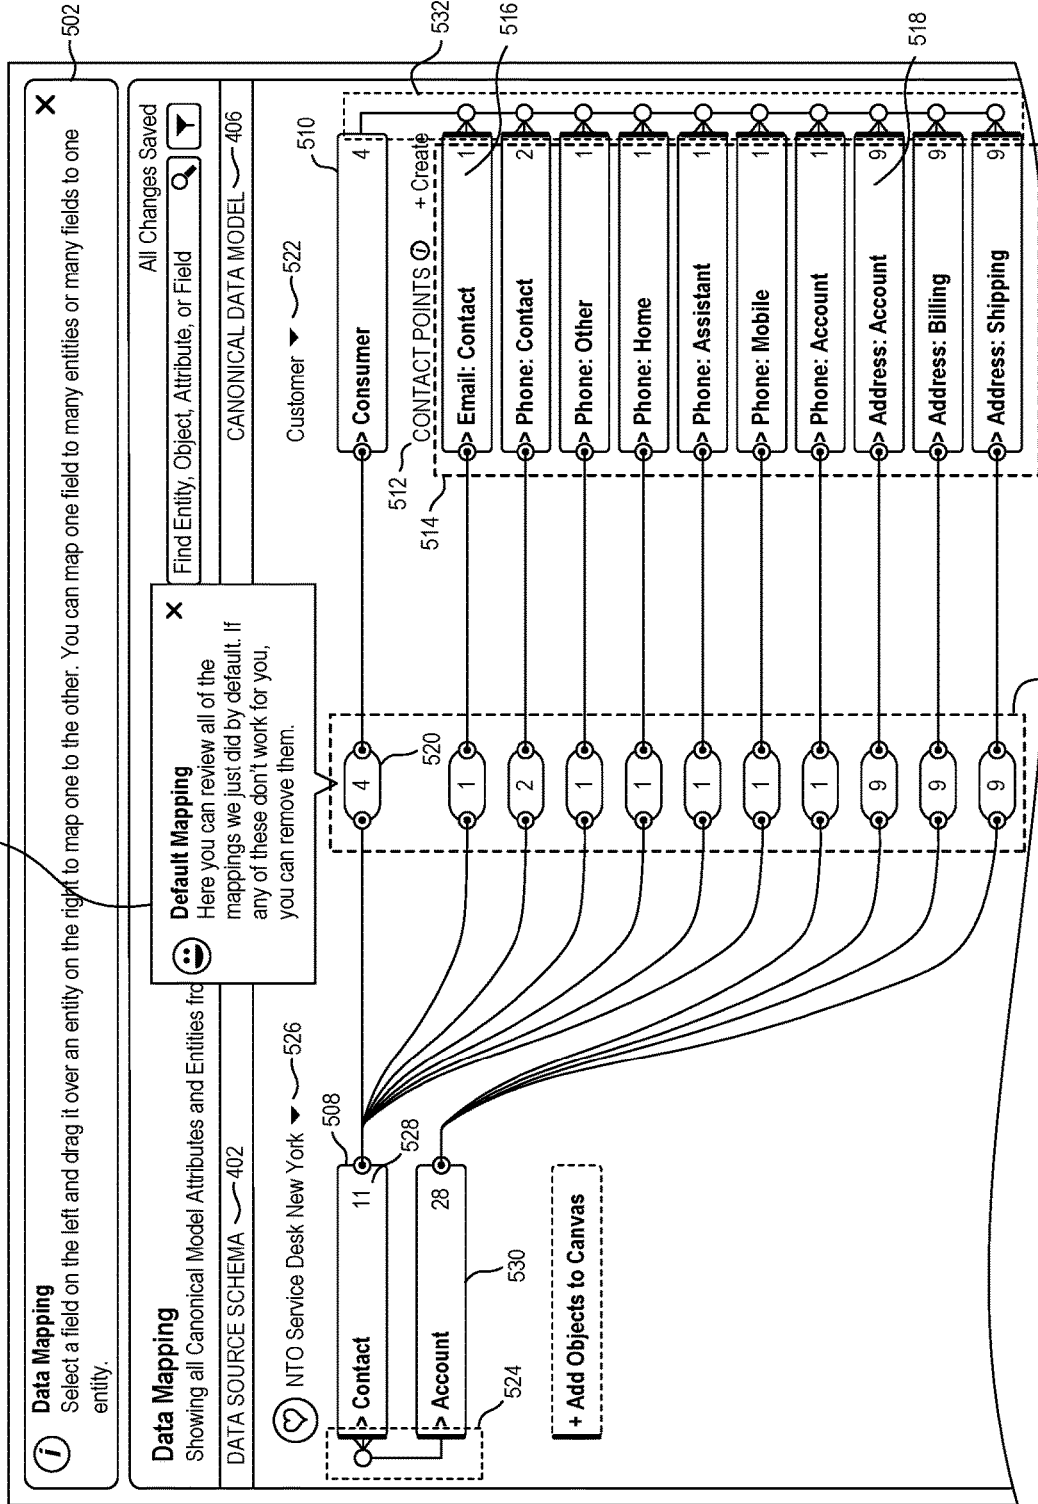 502
Data Mapping
Select a field on the left and drag it over an entity on the right to map one to the other. You can map one field to many entities or many fields to one
entity.
Data Mapping
All Changes Saved
Showing all Canonical Model Attributes and Entities fro
Find Entity, Object, Attribute, or Field
Default Mapping
Here you can review all of the
mappings we just did by default. If
any of these don't work for you,
you can remove them.
DATA SOURCE SCHEMA 402
CANONICAL DATA MODEL 406
NTO Service Desk New York 526
Customer 522
508
510
> Contact 11
4
> Consumer 4
528
520
512 CONTACT POINTS + Create
532
514
> Account 28
530
524
1
> Email: Contact 1
516
2
> Phone: Contact 2
+ Add Objects to Canvas
1
> Phone: Other 1
1
> Phone: Home 1
1
> Phone: Assistant 1
1
> Phone: Mobile 1
1
> Phone: Account 1
9
> Address: Account 9
518
9
> Address: Billing 9
9
> Address: Shipping 9